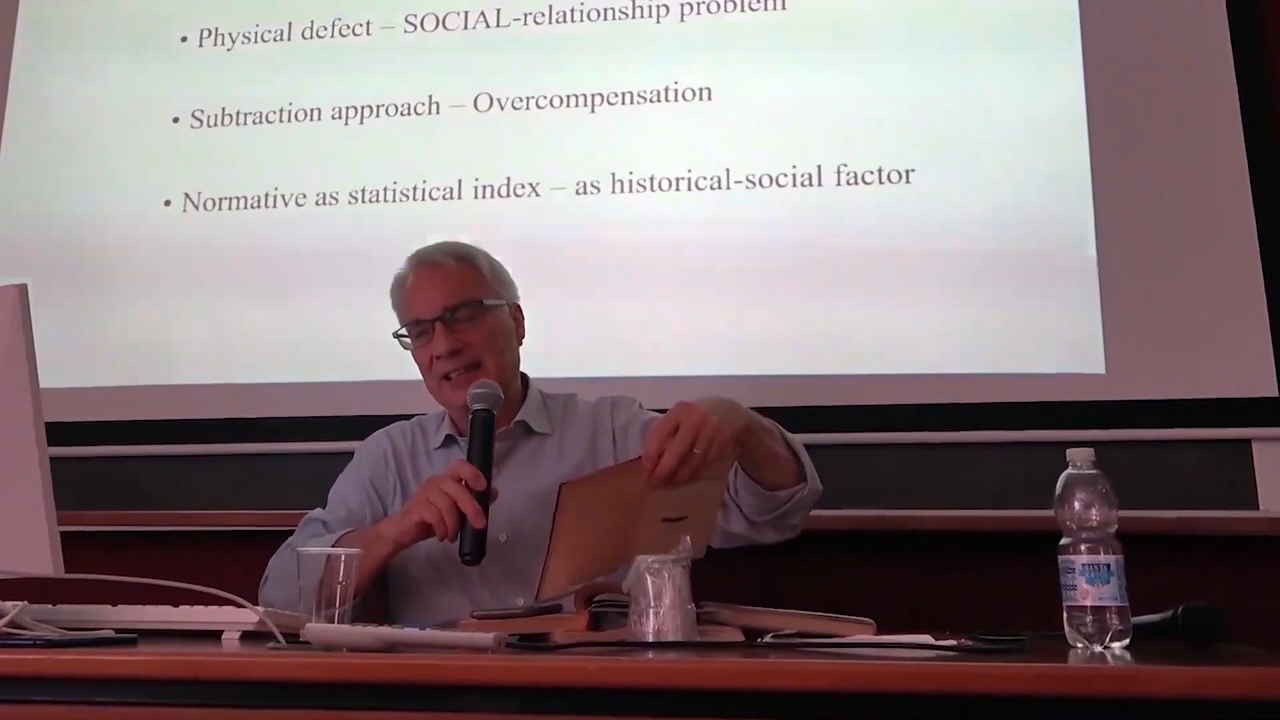 • Physical defect – SOCIAL-relationship problem
• Subtraction approach – Overcompensation
• Normative as statistical index – as historical-social factor